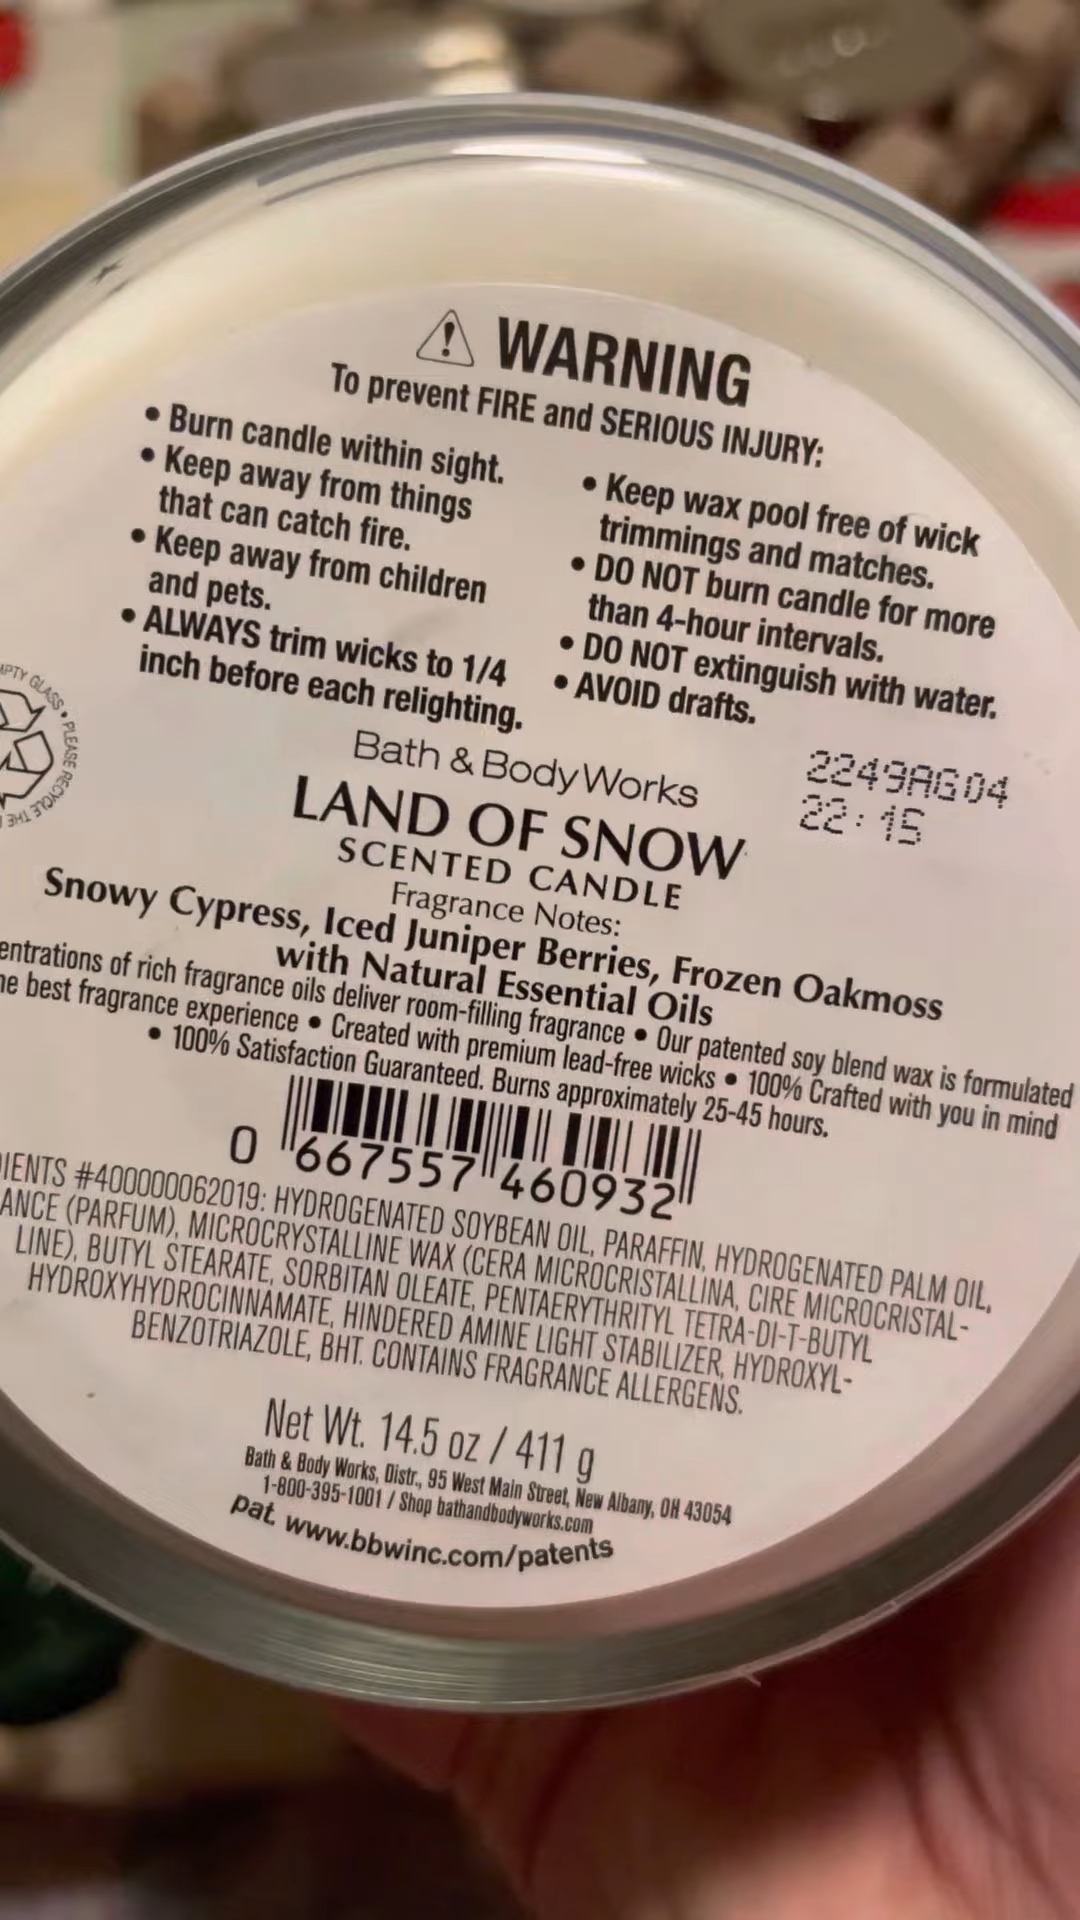 WARNING
To prevent FIRE and SERIOUS INJURY:
• Burn candle within sight.
• Keep away from things
that can catch fire.
• Keep away from children
and pets.
• ALWAYS trim wicks to 1/4
inch before each relighting.
• Keep wax pool free of wick
trimmings and matches.
• DO NOT burn candle for more
than 4-hour intervals.
• DO NOT extinguish with water.
• AVOID drafts.
GLASS • PLEASE RECYCLE THE
2249AG04
22:15
Bath & Body Works
LAND OF SNOW
SCENTED CANDLE
Fragrance Notes:
Snowy Cypress, Iced Juniper Berries, Frozen Oakmoss
with Natural Essential Oils
of rich fragrance oils deliver room-filling fragrance • Our patented soy blend wax is formulated
best fragrance experience • Created with premium lead-free wicks • 100% Crafted with you in mind
• 100% Satisfaction Guaranteed. Burns approximately 25-45 hours.
0 667557 460932
#400000062019: HYDROGENATED SOYBEAN OIL, PARAFFIN, HYDROGENATED PALM OIL,
(PARFUM), MICROCRYSTALLINE WAX (CERA MICROCRISTALLINA, CIRE MICROCRISTAL-
LINE), BUTYL STEARATE, SORBITAN OLEATE, PENTAERYTHRITYL TETRA-DI-T-BUTYL
HYDROXYHYDROCINNAMATE, HINDERED AMINE LIGHT STABILIZER, HYDROXYL-
BENZOTRIAZOLE, BHT. CONTAINS FRAGRANCE ALLERGENS.
Net Wt. 14.5 oz / 411 g
Bath & Body Works, Distr., 95 West Main Street, New Albany, OH 43054
1-800-395-1001 / Shop bathandbodyworks.com
pat. www.bbwinc.com/patents